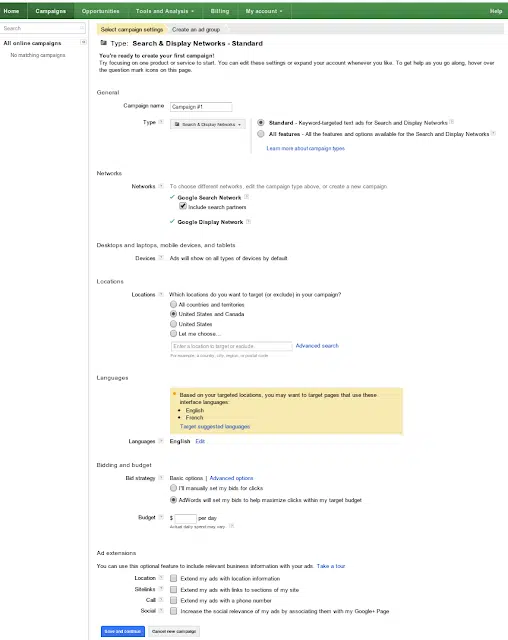 Home Campaigns Opportunities Tools and Analysis Billing My account Help
Search
All online campaigns
No matching campaigns
Select campaign settings Create an ad group
Type: Search & Display Networks - Standard
You're ready to create your first campaign!
Try focusing on one product or service to start. You can edit these settings or expand your account whenever you like. To help as you go along, hover over
the question mark icons on this page.
General
Campaign name Campaign #1
Type ? Search & Display Networks
Standard - Keyword-targeted text ads for Search and Display Networks ?
All features - All the features and options available for the Search and Display Networks ?
Learn more about campaign types
Networks
Networks ? To choose different networks, edit the campaign type above, or create a new campaign.
Google Search Network ?
Include search partners
Google Display Network ?
Desktops and laptops, mobile devices, and tablets
Devices ? Ads will show on all types of devices by default
Locations
Locations ? Which locations do you want to target (or exclude) in your campaign?
All countries and territories
United States and Canada
United States
Let me choose...
Enter a location to target or exclude. Advanced search
For example, a country, city, region, or postal code.
Languages
Based on your targeted locations, you may want to target pages that use these
interface languages:
English
French
Target suggested languages
Languages ? English Edit
Bidding and budget
Bid strategy ? Basic options | Advanced options
I'll manually set my bids for clicks
AdWords will set my bids to help maximize clicks within my target budget
Budget ? $ per day
Actual daily spend may vary. ?
Ad extensions
You can use this optional feature to include relevant business information with your ads. Take a tour
Location ? Extend my ads with location information
Sitelinks ? Extend my ads with links to sections of my site
Call ? Extend my ads with a phone number
Social ? Increase the social relevance of my ads by associating them with my Google+ Page
Save and continue Cancel new campaign